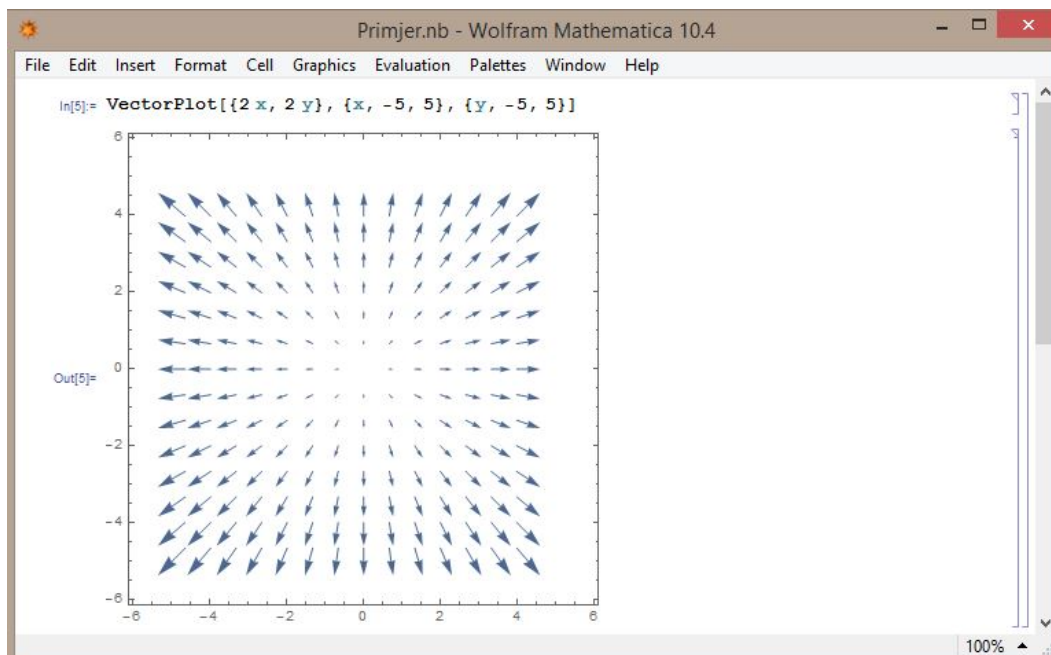 Primjer.nb - Wolfram Mathematica 10.4
File Edit Insert Format Cell Graphics Evaluation Palettes Window Help
In[5]:= VectorPlot[{2 x, 2 y}, {x, -5, 5}, {y, -5, 5}]
6
4
2
0
Out[5]=
-2
-4
-6
-6 -4 -2 0 2 4 6
100%